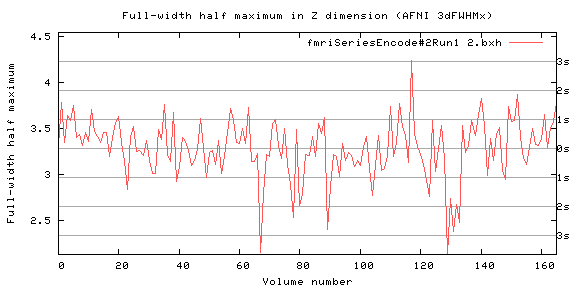 Full-width half maximum in Z dimension (AFNI 3dFWHMx)
fmriSeriesEncode#2Run1 2.bxh
Full-width half maximum
4.5
4
3.5
3
2.5
3s
2s
1s
0s
1s
2s
3s
0 20 40 60 80 100 120 140 160
Volume number